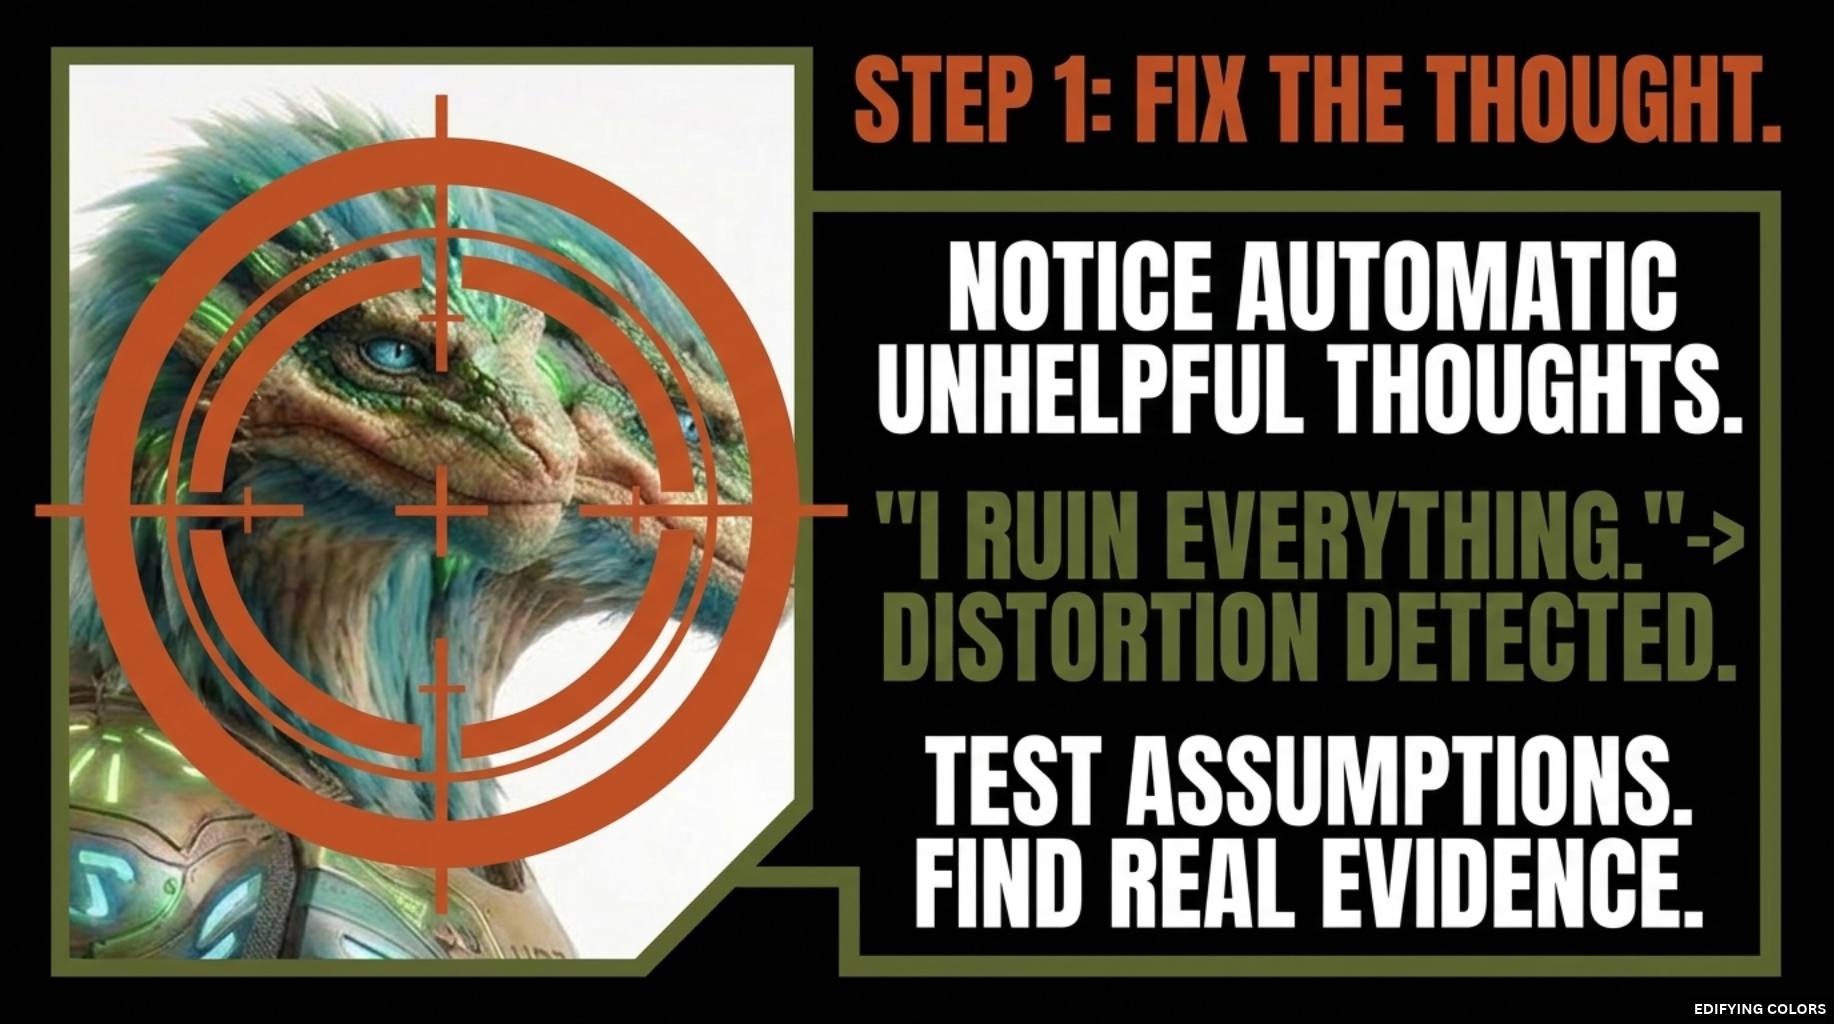 STEP 1: FIX THE THOUGHT.
NOTICE AUTOMATIC
UNHELPFUL THOUGHTS.
"I RUIN EVERYTHING."->
DISTORTION DETECTED.
TEST ASSUMPTIONS.
FIND REAL EVIDENCE.
EDIFYING COLORS